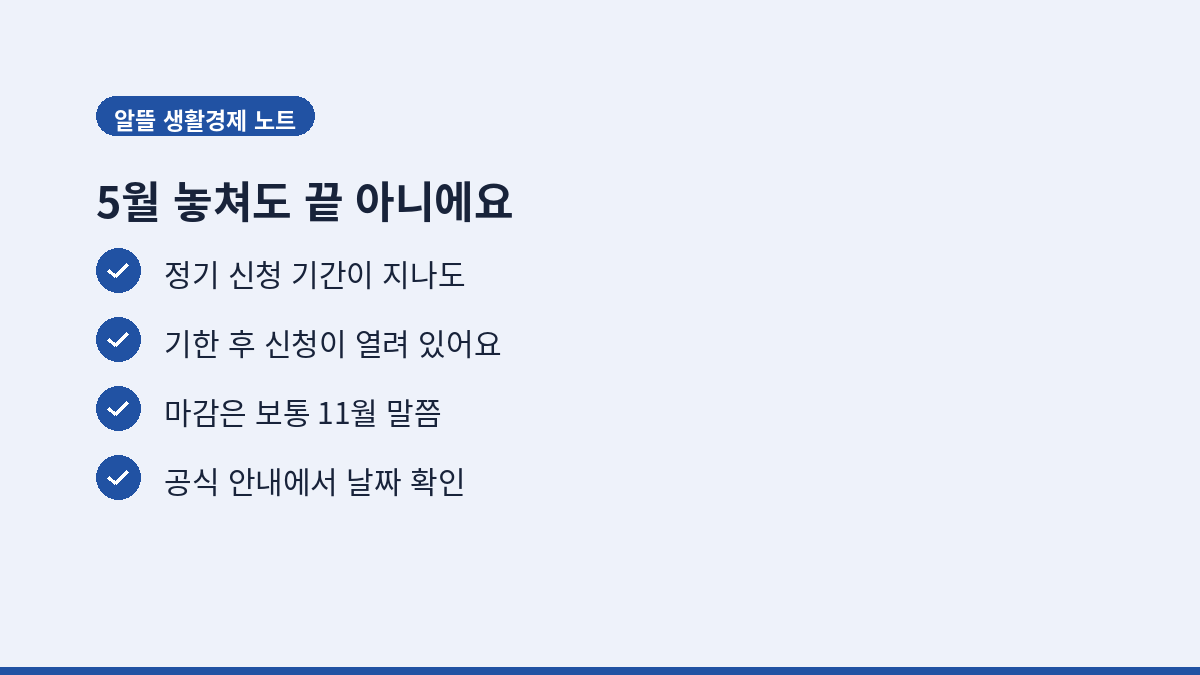 알뜰 생활경제 노트
5월 놓쳐도 끝 아니에요
정기 신청 기간이 지나도
기한 후 신청이 열려 있어요
마감은 보통 11월 말쯤
공식 안내에서 날짜 확인